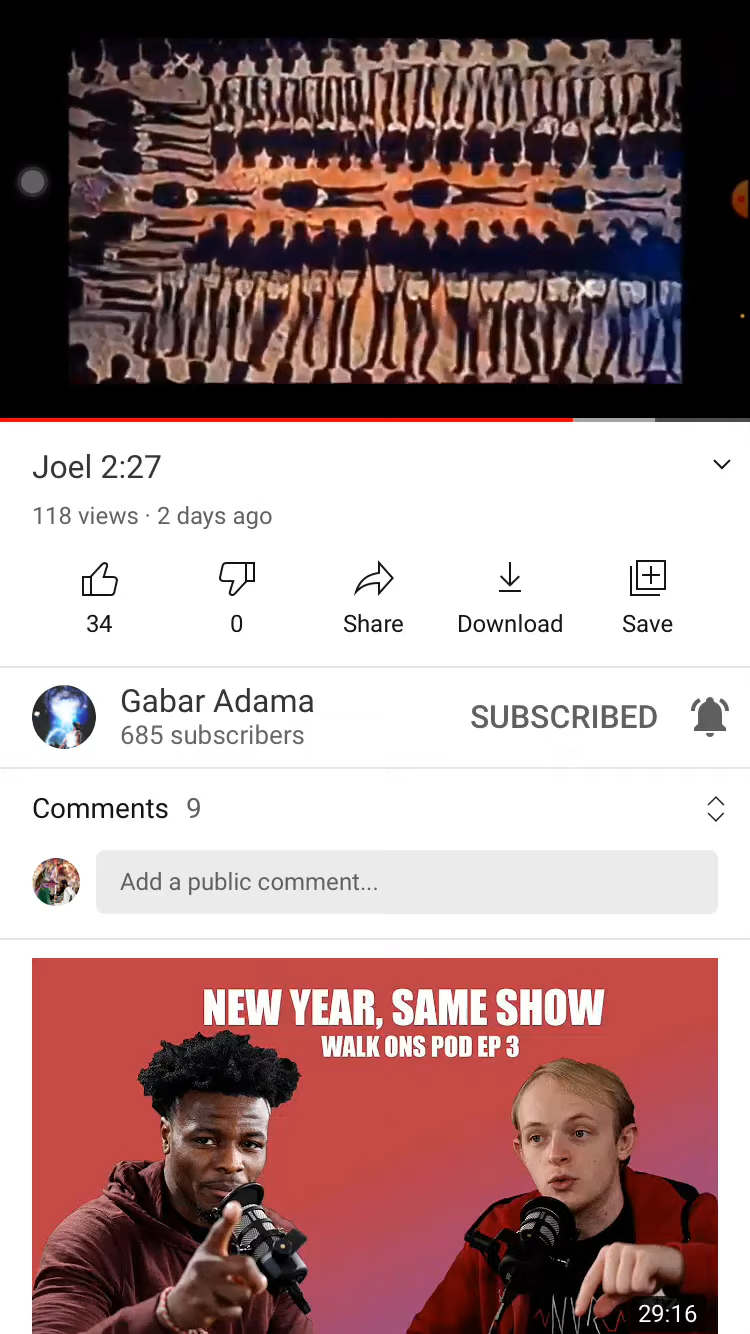 Joel 2:27
118 views · 2 days ago
34
0
Share
Download
Save
Gabar Adama
685 subscribers
SUBSCRIBED
Comments 9
Add a public comment...
NEW YEAR, SAME SHOW
WALK ONS POD EP 3
29:16